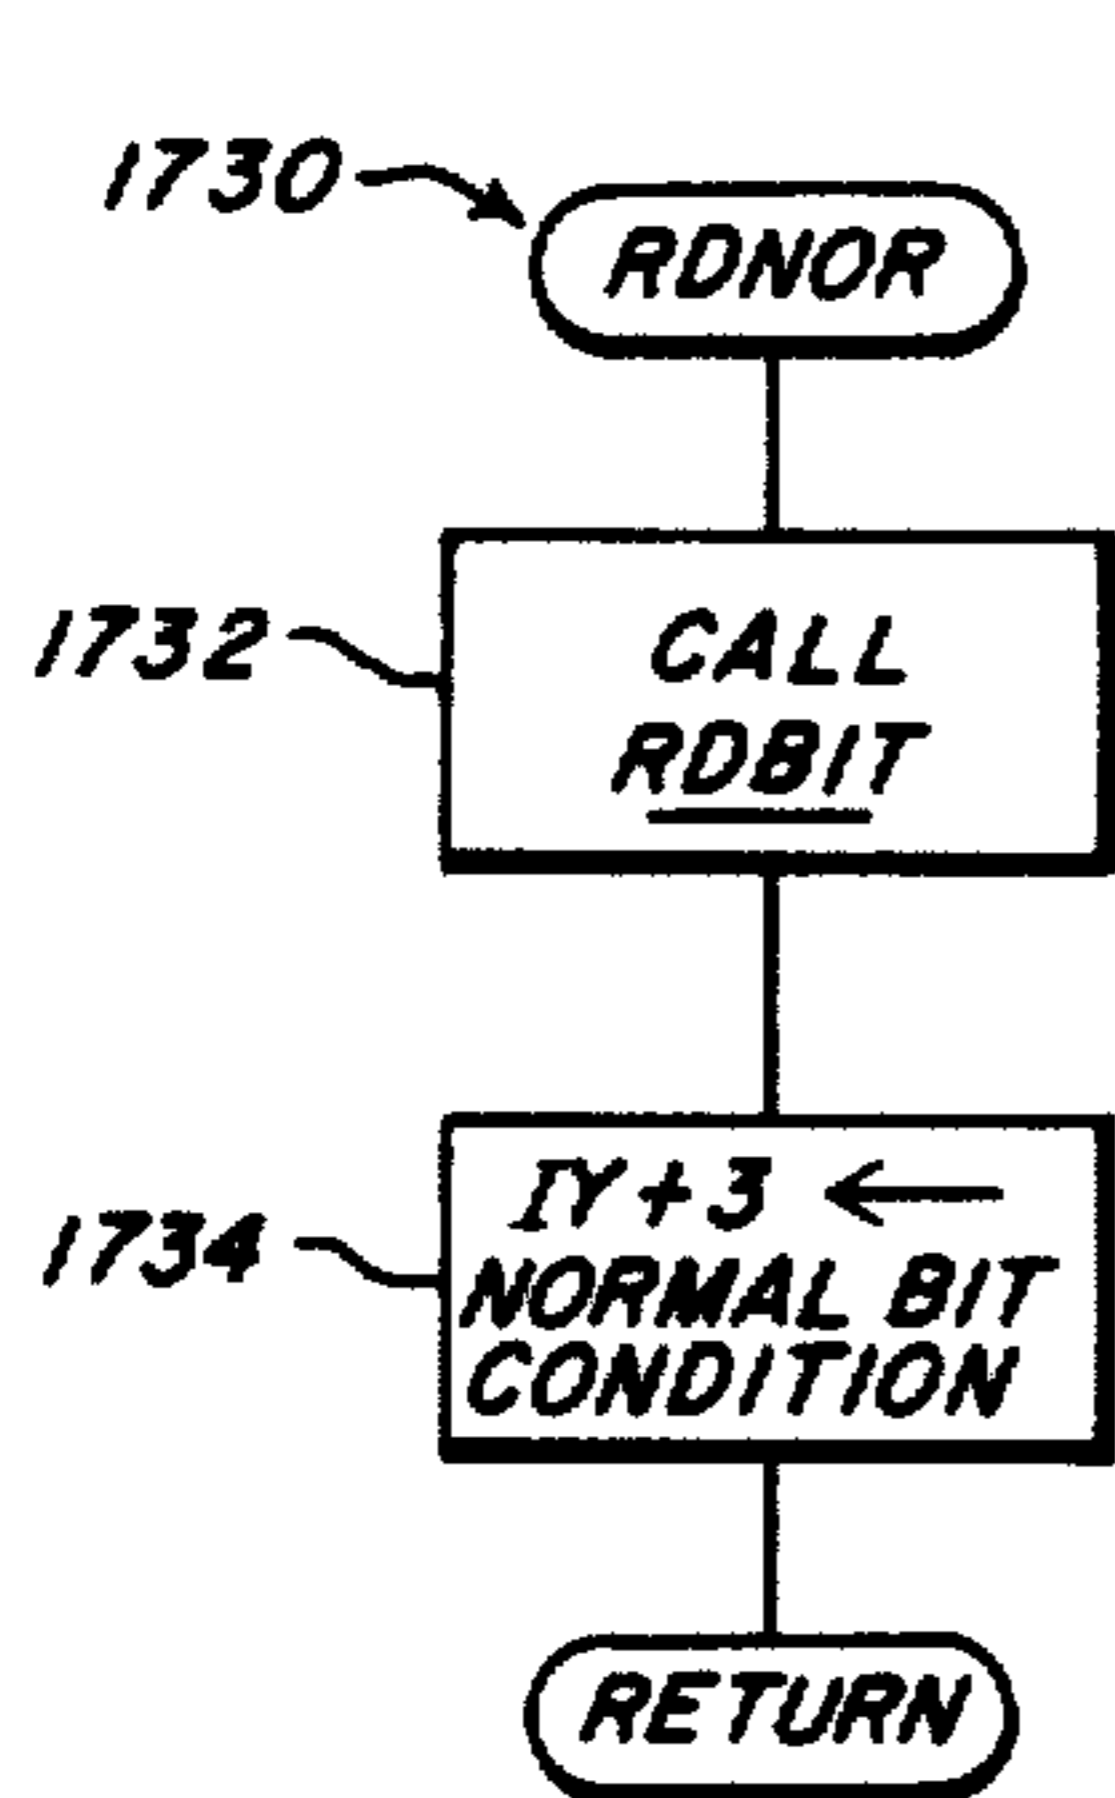 1730
RDNOR
1732
CALL
RDBIT
1734
IY + 3 ←
NORMAL BIT
CONDITION
RETURN